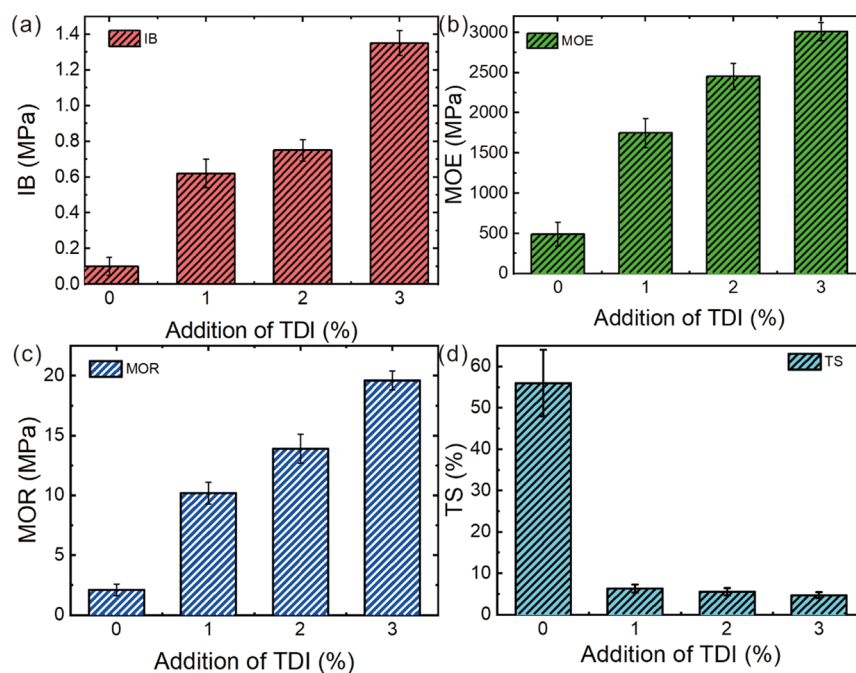 (a)
IB
1.4
1.2
1.0
0.8
0.6
0.4
0.2
0.0
IB (MPa)
0 1 2 3
Addition of TDI (%)
(b)
MOE
3000
2500
2000
1500
1000
500
0
MOE (MPa)
0 1 2 3
Addition of TDI (%)
(c)
MOR
20
15
10
5
0
MOR (MPa)
0 1 2 3
Addition of TDI (%)
(d)
TS
60
50
40
30
20
10
0
TS (%)
0 1 2 3
Addition of TDI (%)